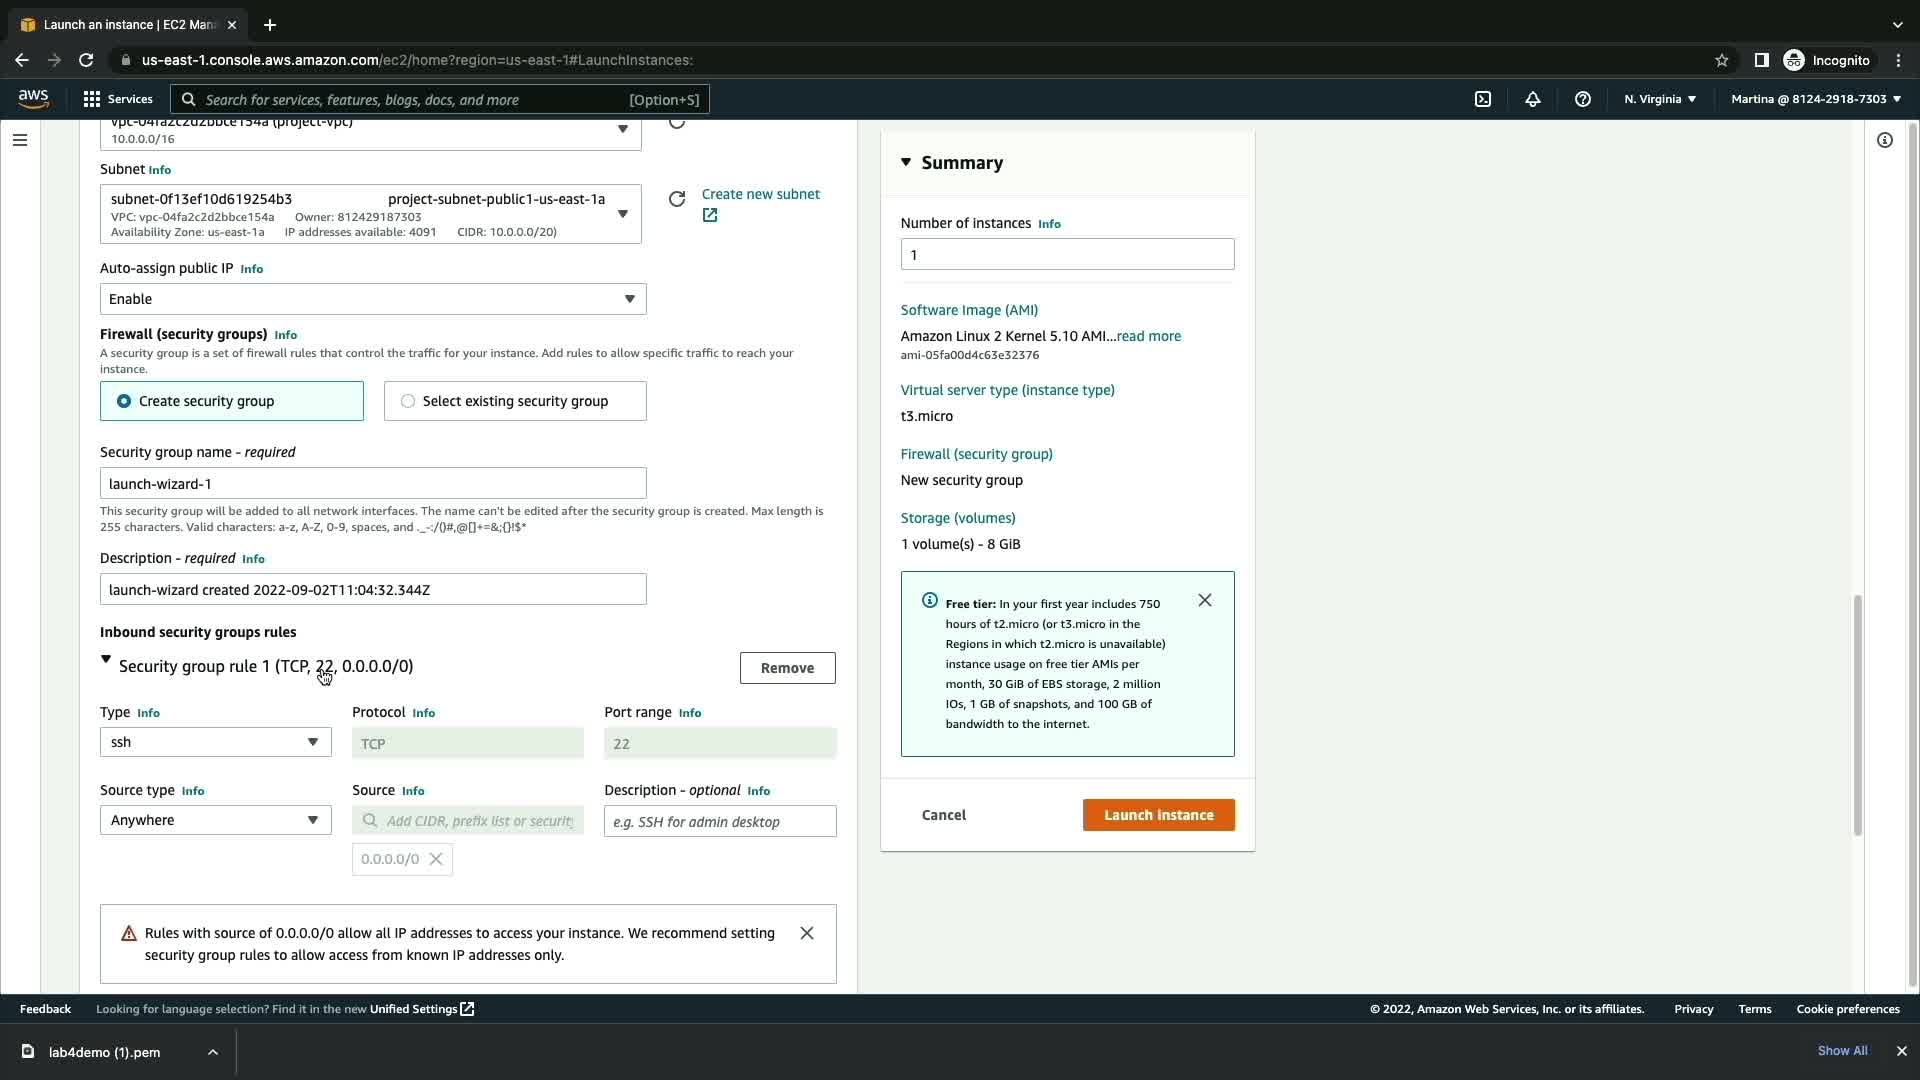 Launch an instance | EC2 Man
us-east-1.console.aws.amazon.com/ec2/home?region=us-east-1#LaunchInstances:
Incognito
aws
Services
Search for services, features, blogs, docs, and more
[Option+S]
N. Virginia
Martina @ 8124-2918-7303
vpc-04fa2c2d2bbce154a (project-vpc)
10.0.0.0/16
Subnet Info
subnet-0f13ef10d619254b3 project-subnet-public1-us-east-1a
VPC: vpc-04fa2c2d2bbce154a Owner: 812429187303
Availability Zone: us-east-1a IP addresses available: 4091 CIDR: 10.0.0.0/20)
Create new subnet
Auto-assign public IP Info
Enable
Firewall (security groups) Info
A security group is a set of firewall rules that control the traffic for your instance. Add rules to allow specific traffic to reach your
instance.
Create security group
Select existing security group
Security group name - required
launch-wizard-1
This security group will be added to all network interfaces. The name can't be edited after the security group is created. Max length is
255 characters. Valid characters: a-z, A-Z, 0-9, spaces, and ._-:/()#,@[]+=&;{}!$*
Description - required Info
launch-wizard created 2022-09-02T11:04:32.344Z
Inbound security groups rules
Security group rule 1 (TCP, 22, 0.0.0.0/0)
Remove
Type Info
Protocol Info
Port range Info
ssh
TCP
22
Source type Info
Source Info
Description - optional Info
Anywhere
Add CIDR, prefix list or security
e.g. SSH for admin desktop
0.0.0.0/0
Rules with source of 0.0.0.0/0 allow all IP addresses to access your instance. We recommend setting
security group rules to allow access from known IP addresses only.
Summary
Number of instances Info
1
Software Image (AMI)
Amazon Linux 2 Kernel 5.10 AMI...read more
ami-05fa00d4c63e32376
Virtual server type (instance type)
t3.micro
Firewall (security group)
New security group
Storage (volumes)
1 volume(s) - 8 GiB
Free tier: In your first year includes 750
hours of t2.micro (or t3.micro in the
Regions in which t2.micro is unavailable)
instance usage on free tier AMIs per
month, 30 GiB of EBS storage, 2 million
IOs, 1 GB of snapshots, and 100 GB of
bandwidth to the internet.
Cancel
Launch instance
Feedback
Looking for language selection? Find it in the new Unified Settings
© 2022, Amazon Web Services, Inc. or its affiliates.
Privacy
Terms
Cookie preferences
lab4demo (1).pem
Show All